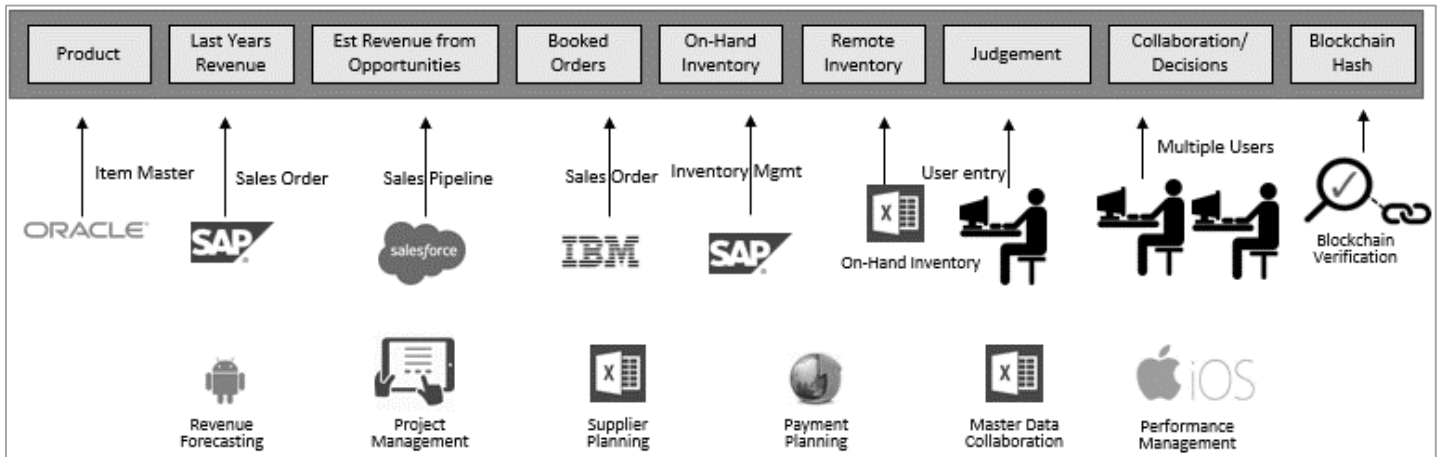 Product
Last Years
Revenue
Est Revenue from
Opportunities
Booked
Orders
On-Hand
Inventory
Remote
Inventory
Judgement
Collaboration/
Decisions
Blockchain
Hash
Item Master
Sales Order
Sales Pipeline
Sales Order
Inventory Mgmt
User entry
Multiple Users
ORACLE
SAP
salesforce
IBM
SAP
X
On-Hand Inventory
Blockchain
Verification
Revenue
Forecasting
Project
Management
X
Supplier
Planning
Payment
Planning
X
Master Data
Collaboration
iOS
Performance
Management